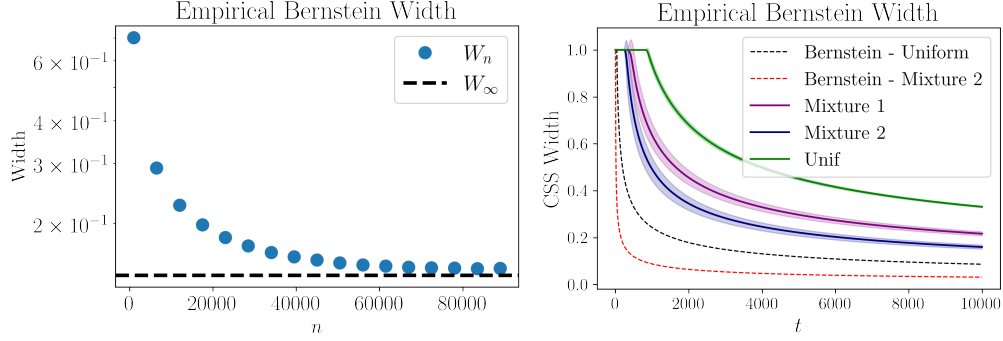 Empirical Bernstein Width
Width
6 × 10⁻¹
4 × 10⁻¹
3 × 10⁻¹
2 × 10⁻¹
Wₙ
W∞
0
20000
40000
60000
80000
n
Empirical Bernstein Width
CSS Width
1.0
0.8
0.6
0.4
0.2
0.0
Bernstein - Uniform
Bernstein - Mixture 2
Mixture 1
Mixture 2
Unif
0
2000
4000
6000
8000
10000
t